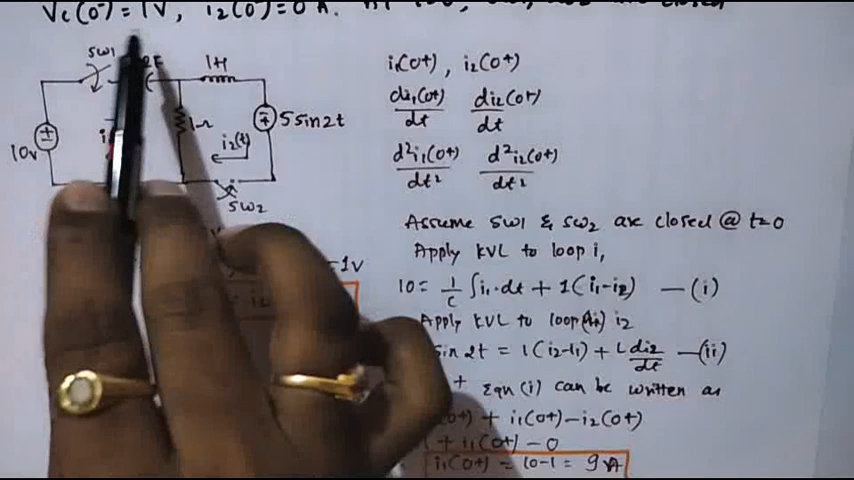 Vc(0-) = 1V, i2(0-) = 0 A.
SW1
1H
10V
1Ω
i2(t)
5sin2t
SW2
i1(0+), i2(0+)
di1(0+)/dt di2(0+)/dt
d²i1(0+)/dt² d²i2(0+)/dt²
Assume SW1 & SW2 are closed @ t=0
Apply KVL to loop i1
10 = 1/C ∫i1.dt + 1(i1-i2) —(i)
Apply KVL to loop i2
sin 2t = 1(i2-i1) + L di2/dt —(ii)
+ Eqn (i) can be written as
(0+) + i1(0+) - i2(0+)
+ i1(0+) - 0
i1(0+) = 10-1 = 9 A
-1V